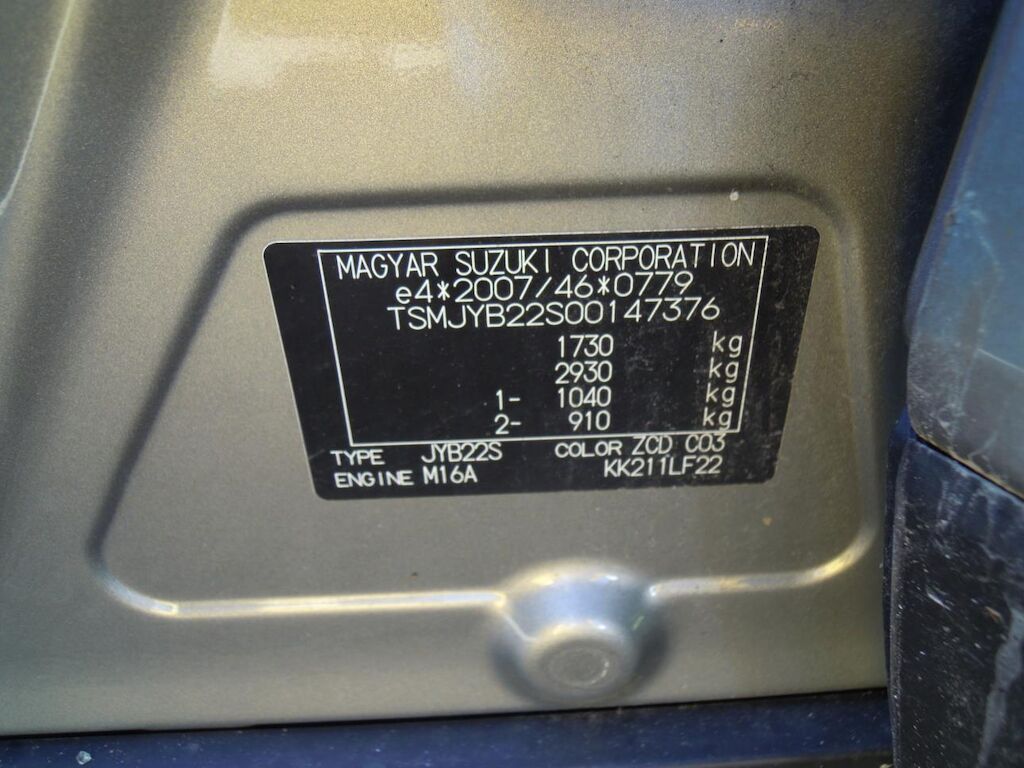 MAGYAR SUZUKI CORPORATION
e4*2007/46*0779
TSMJYB22S00147376
1730 kg
2930 kg
1- 1040 kg
2- 910 kg
TYPE JYB22S COLOR ZCD C03
ENGINE M16A KK211LF22